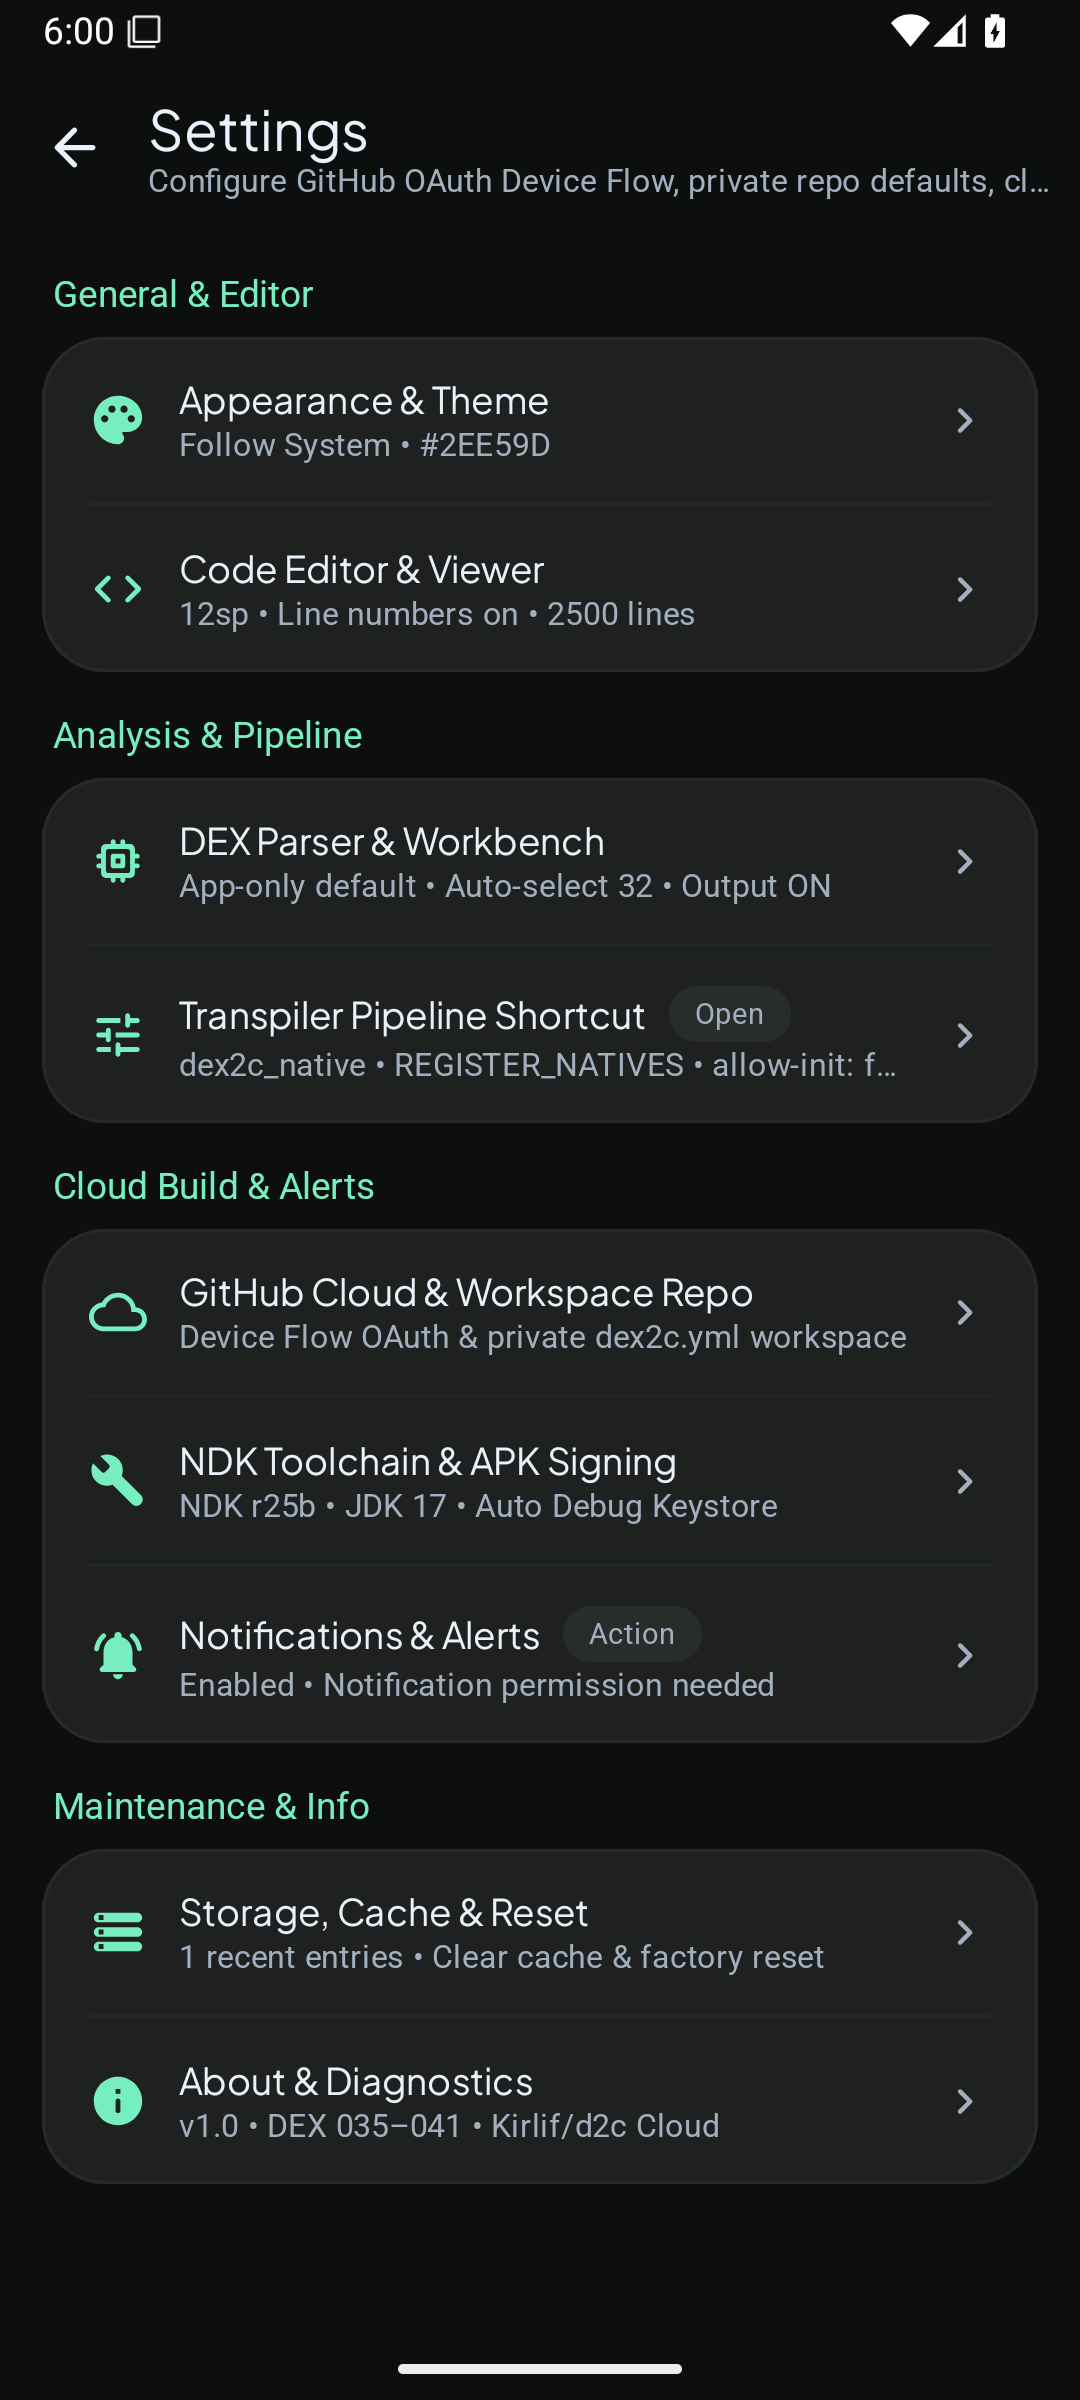 6:00
Settings
Configure GitHub OAuth Device Flow, private repo defaults, cl…
General & Editor
Appearance & Theme
Follow System • #2EE59D
Code Editor & Viewer
12sp • Line numbers on • 2500 lines
Analysis & Pipeline
DEX Parser & Workbench
App-only default • Auto-select 32 • Output ON
Transpiler Pipeline Shortcut Open
dex2c_native • REGISTER_NATIVES • allow-init: f…
Cloud Build & Alerts
GitHub Cloud & Workspace Repo
Device Flow OAuth & private dex2c.yml workspace
NDK Toolchain & APK Signing
NDK r25b • JDK 17 • Auto Debug Keystore
Notifications & Alerts Action
Enabled • Notification permission needed
Maintenance & Info
Storage, Cache & Reset
1 recent entries • Clear cache & factory reset
About & Diagnostics
v1.0 • DEX 035–041 • Kirlif/d2c Cloud